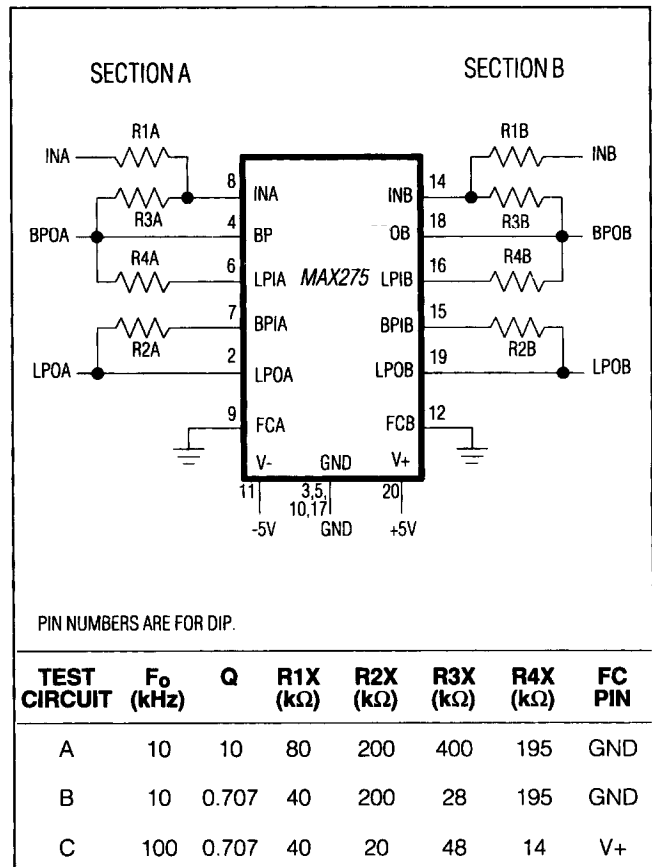 SECTION A SECTION B
R1A R1B
INA INB
8 INA INB 14
R3A R3B
BPOA 4 BP OB 18 BPOB
R4A R4B
6 LPIA MAX275 LPIB 16
7 BPIA BPIB 15
R2A R2B
LPOA 2 LPOA LPOB 19 LPOB
9 FCA FCB 12
V- GND V+
11 3,5, 20
10,17
-5V GND +5V
PIN NUMBERS ARE FOR DIP.
TEST CIRCUIT Fo (kHz) Q R1X (kΩ) R2X (kΩ) R3X (kΩ) R4X (kΩ) FC PIN
A 10 10 80 200 400 195 GND
B 10 0.707 40 200 28 195 GND
C 100 0.707 40 20 48 14 V+